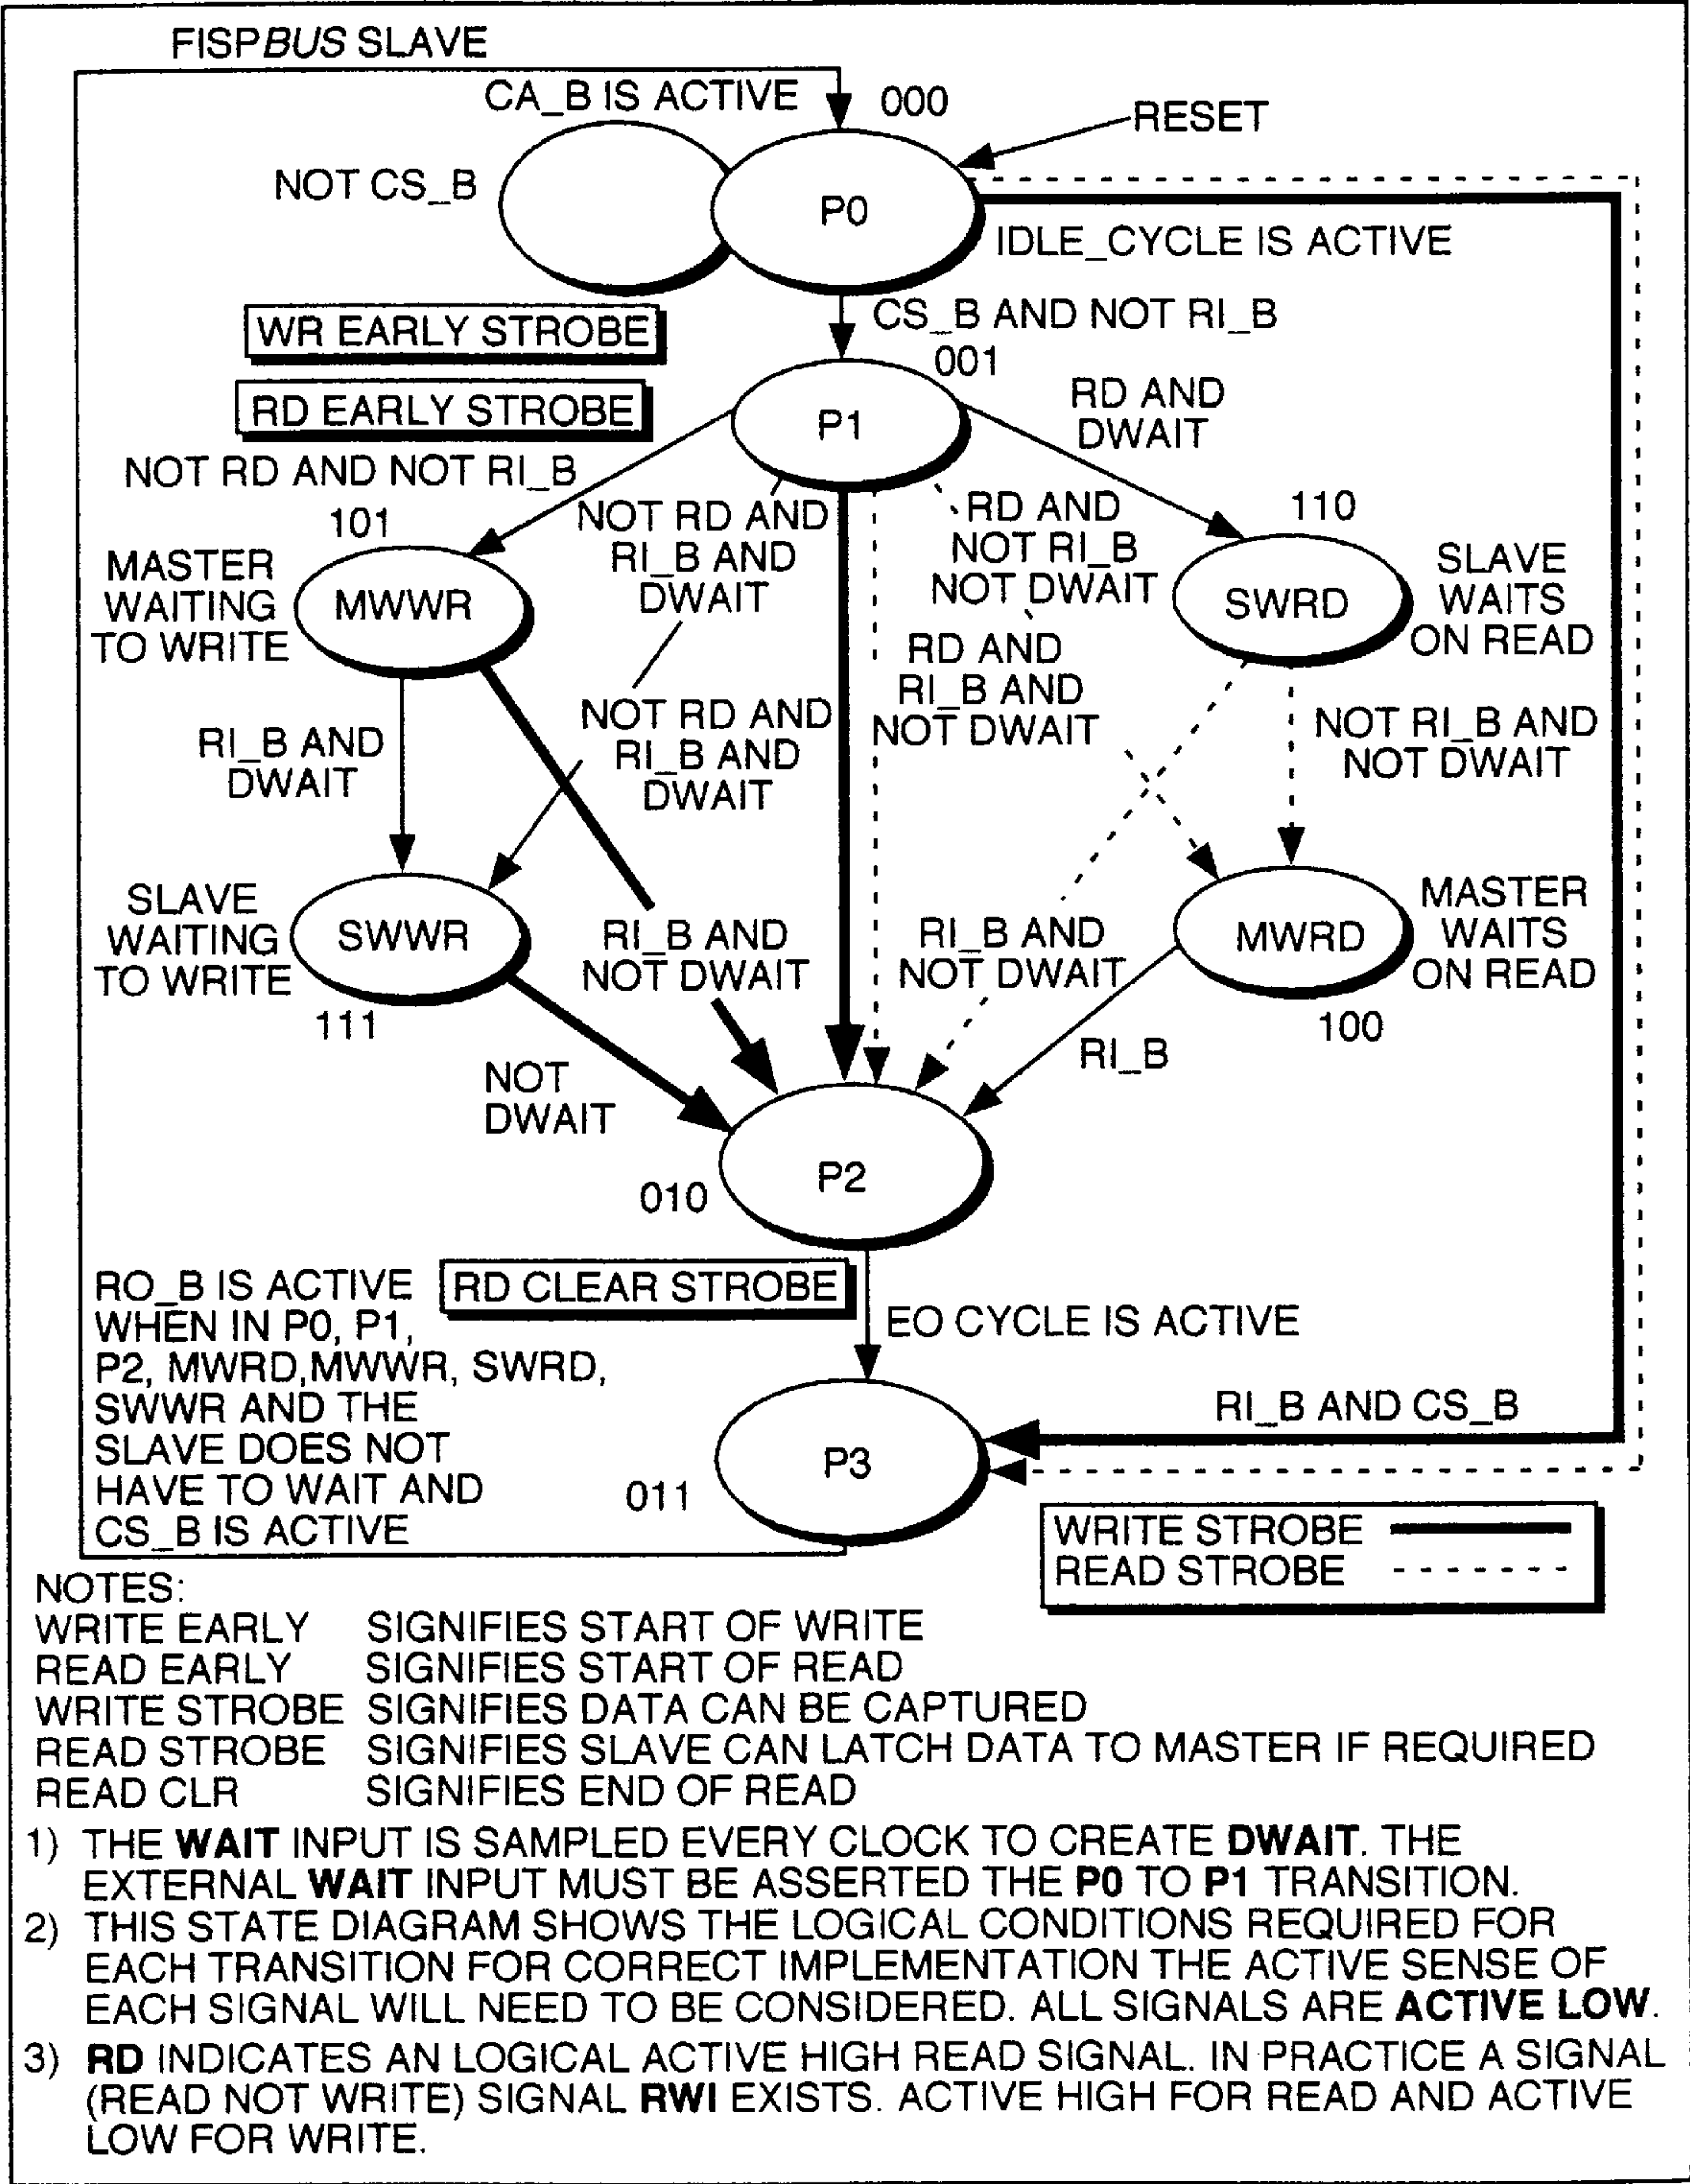 FISPBUS SLAVE
CA_B IS ACTIVE
000
RESET
NOT CS_B
P0
IDLE_CYCLE IS ACTIVE
CS_B AND NOT RI_B
WR EARLY STROBE
001
RD EARLY STROBE
P1
RD AND
DWAIT
NOT RD AND NOT RI_B
101
MASTER
WAITING
TO WRITE
MWWR
NOT RD AND
RI_B AND
DWAIT
RD AND
NOT RI_B
NOT DWAIT
110
SWRD
SLAVE
WAITS
ON READ
RD AND
RI_B AND
NOT DWAIT
RI_B AND
DWAIT
NOT RD AND
RI_B AND
DWAIT
NOT RI_B AND
NOT DWAIT
SLAVE
WAITING
TO WRITE
SWWR
111
RI_B AND
NOT DWAIT
RI_B AND
NOT DWAIT
MWRD
MASTER
WAITS
ON READ
100
RI_B
NOT
DWAIT
P2
010
RO_B IS ACTIVE
WHEN IN P0, P1,
P2, MWRD,MWWR, SWRD,
SWWR AND THE
SLAVE DOES NOT
HAVE TO WAIT AND
CS_B IS ACTIVE
RD CLEAR STROBE
EO CYCLE IS ACTIVE
RI_B AND CS_B
P3
011
WRITE STROBE
READ STROBE
NOTES:
WRITE EARLY SIGNIFIES START OF WRITE
READ EARLY SIGNIFIES START OF READ
WRITE STROBE SIGNIFIES DATA CAN BE CAPTURED
READ STROBE SIGNIFIES SLAVE CAN LATCH DATA TO MASTER IF REQUIRED
READ CLR SIGNIFIES END OF READ
1) THE WAIT INPUT IS SAMPLED EVERY CLOCK TO CREATE DWAIT. THE
EXTERNAL WAIT INPUT MUST BE ASSERTED THE P0 TO P1 TRANSITION.
2) THIS STATE DIAGRAM SHOWS THE LOGICAL CONDITIONS REQUIRED FOR
EACH TRANSITION FOR CORRECT IMPLEMENTATION THE ACTIVE SENSE OF
EACH SIGNAL WILL NEED TO BE CONSIDERED. ALL SIGNALS ARE ACTIVE LOW.
3) RD INDICATES AN LOGICAL ACTIVE HIGH READ SIGNAL. IN PRACTICE A SIGNAL
(READ NOT WRITE) SIGNAL RWI EXISTS. ACTIVE HIGH FOR READ AND ACTIVE
LOW FOR WRITE.